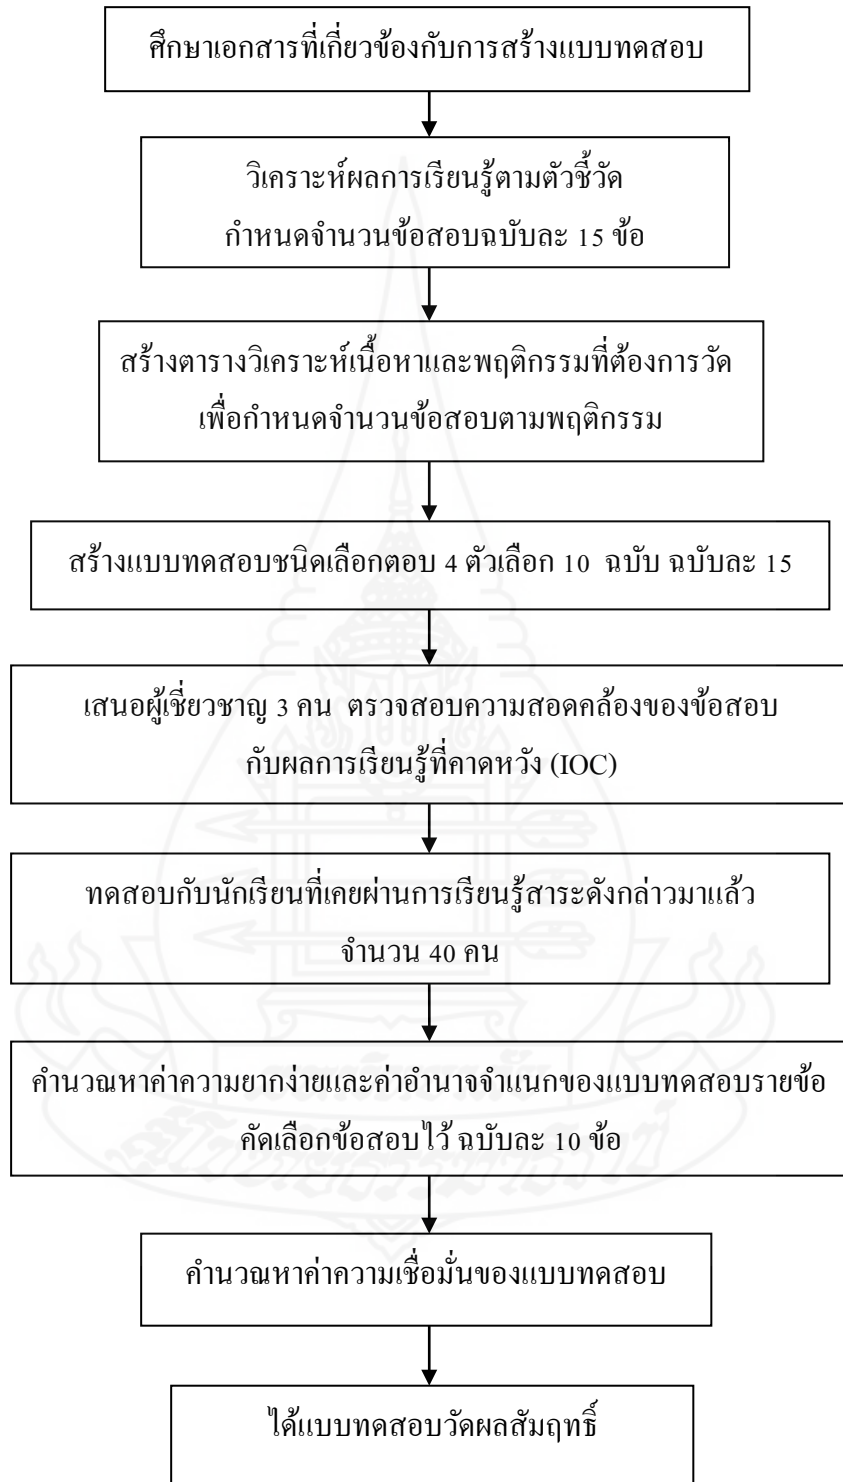 ศึกษาเอกสารที่เกี่ยวข้องกับการสร้างแบบทดสอบ
วิเคราะห์ผลการเรียนรู้ตามตัวชี้วัด
กำหนดจำนวนข้อสอบฉบับละ 15 ข้อ
สร้างตารางวิเคราะห์เนื้อหาและพฤติกรรมที่ต้องการวัด
เพื่อกำหนดจำนวนข้อสอบตามพฤติกรรม
สร้างแบบทดสอบชนิดเลือกตอบ 4 ตัวเลือก 10 ฉบับ ฉบับละ 15
เสนอผู้เชี่ยวชาญ 3 คน ตรวจสอบความสอดคล้องของข้อสอบ
กับผลการเรียนรู้ที่คาดหวัง (IOC)
ทดสอบกับนักเรียนที่เคยผ่านการเรียนรู้สาระดังกล่าวมาแล้ว
จำนวน 40 คน
คำนวณหาค่าความยากง่ายและค่าอำนาจจำแนกของแบบทดสอบรายข้อ
คัดเลือกข้อสอบไว้ ฉบับละ 10 ข้อ
คำนวณหาค่าความเชื่อมั่นของแบบทดสอบ
ได้แบบทดสอบวัดผลสัมฤทธิ์